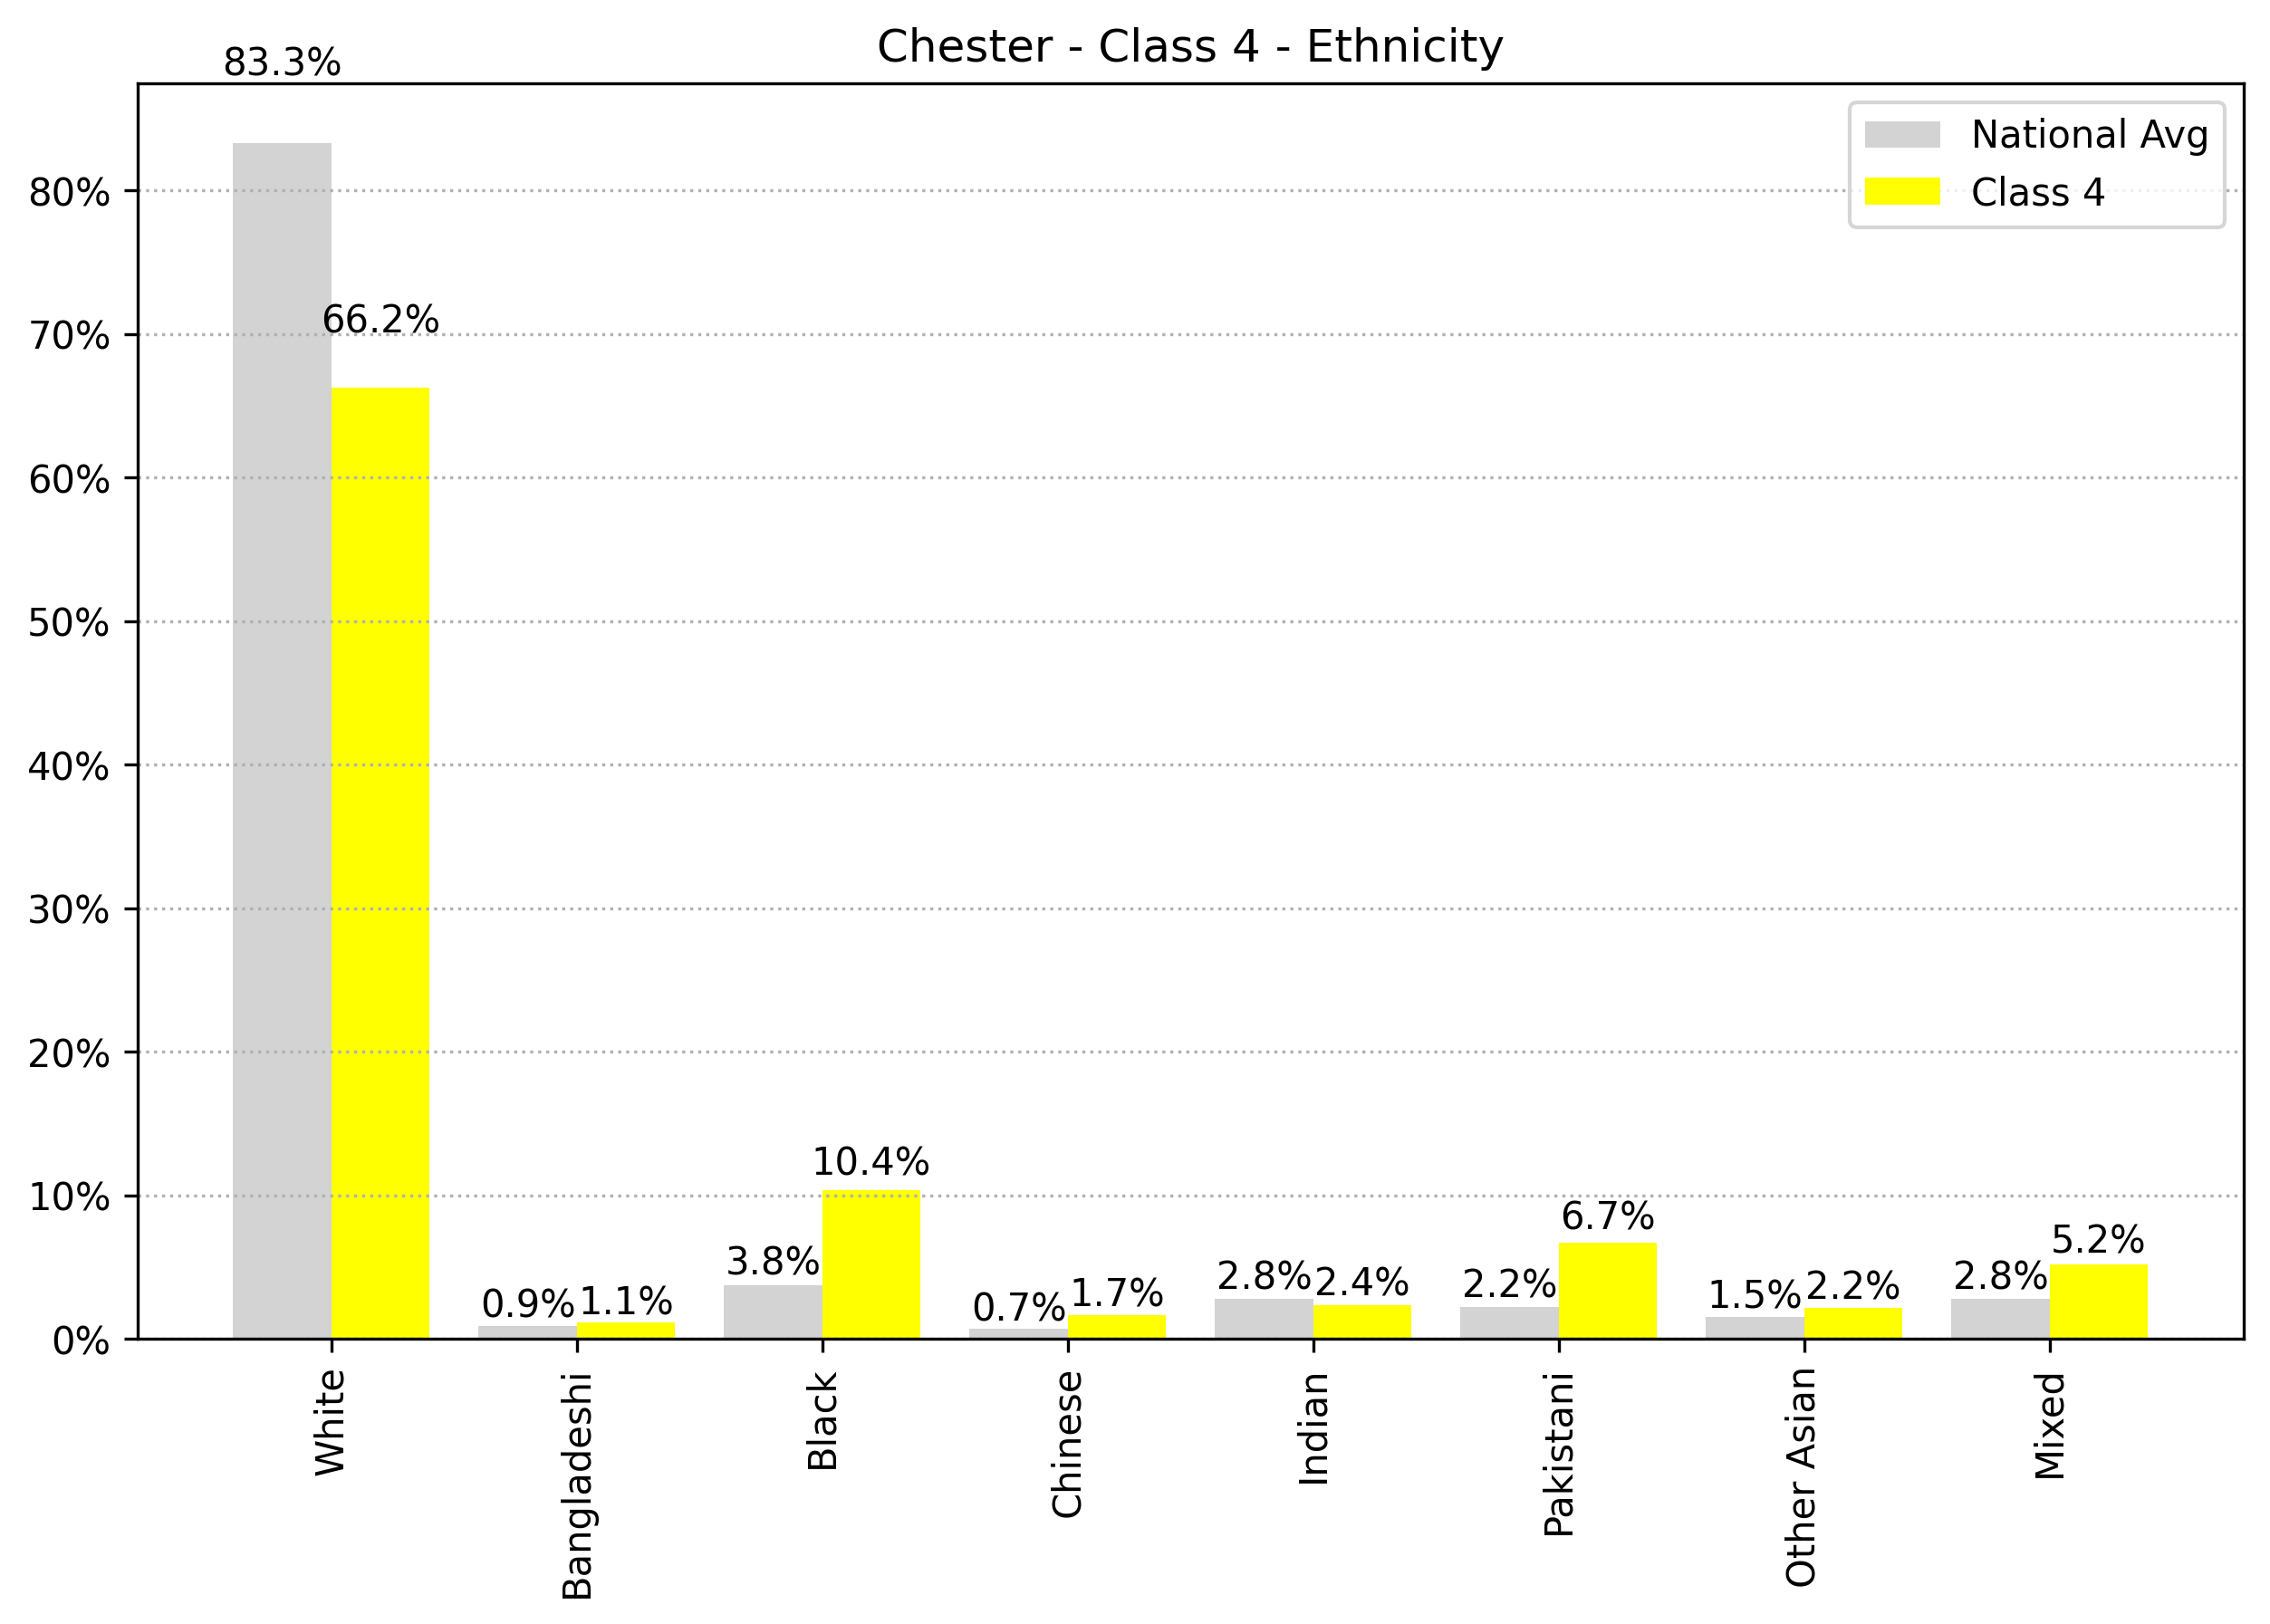 Chester - Class 4 - Ethnicity
83.3%
National Avg
Class 4
80%
66.2%
70%
60%
50%
40%
30%
20%
10%
0%
0.9%
1.1%
3.8%
10.4%
0.7%
1.7%
2.8%
2.4%
2.2%
6.7%
1.5%
2.2%
2.8%
5.2%
White
Bangladeshi
Black
Chinese
Indian
Pakistani
Other Asian
Mixed